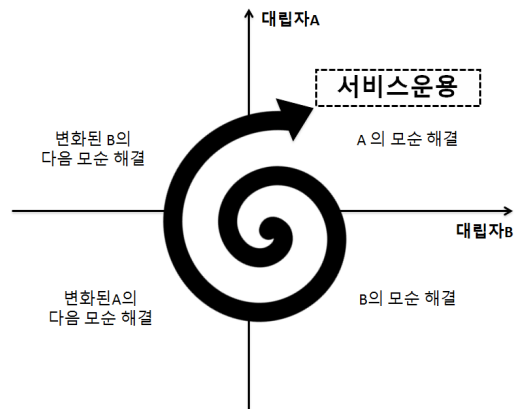 대립자A
서비스운용
변화된 B의
다음 모순 해결
A 의 모순 해결
대립자B
변화된A의
다음 모순 해결
B의 모순 해결